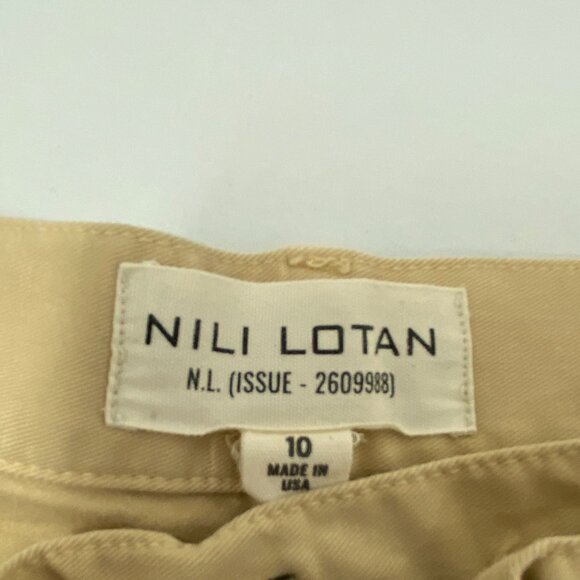 NILI LOTAN
N.L. (ISSUE - 2609988)
10
MADE IN
USA